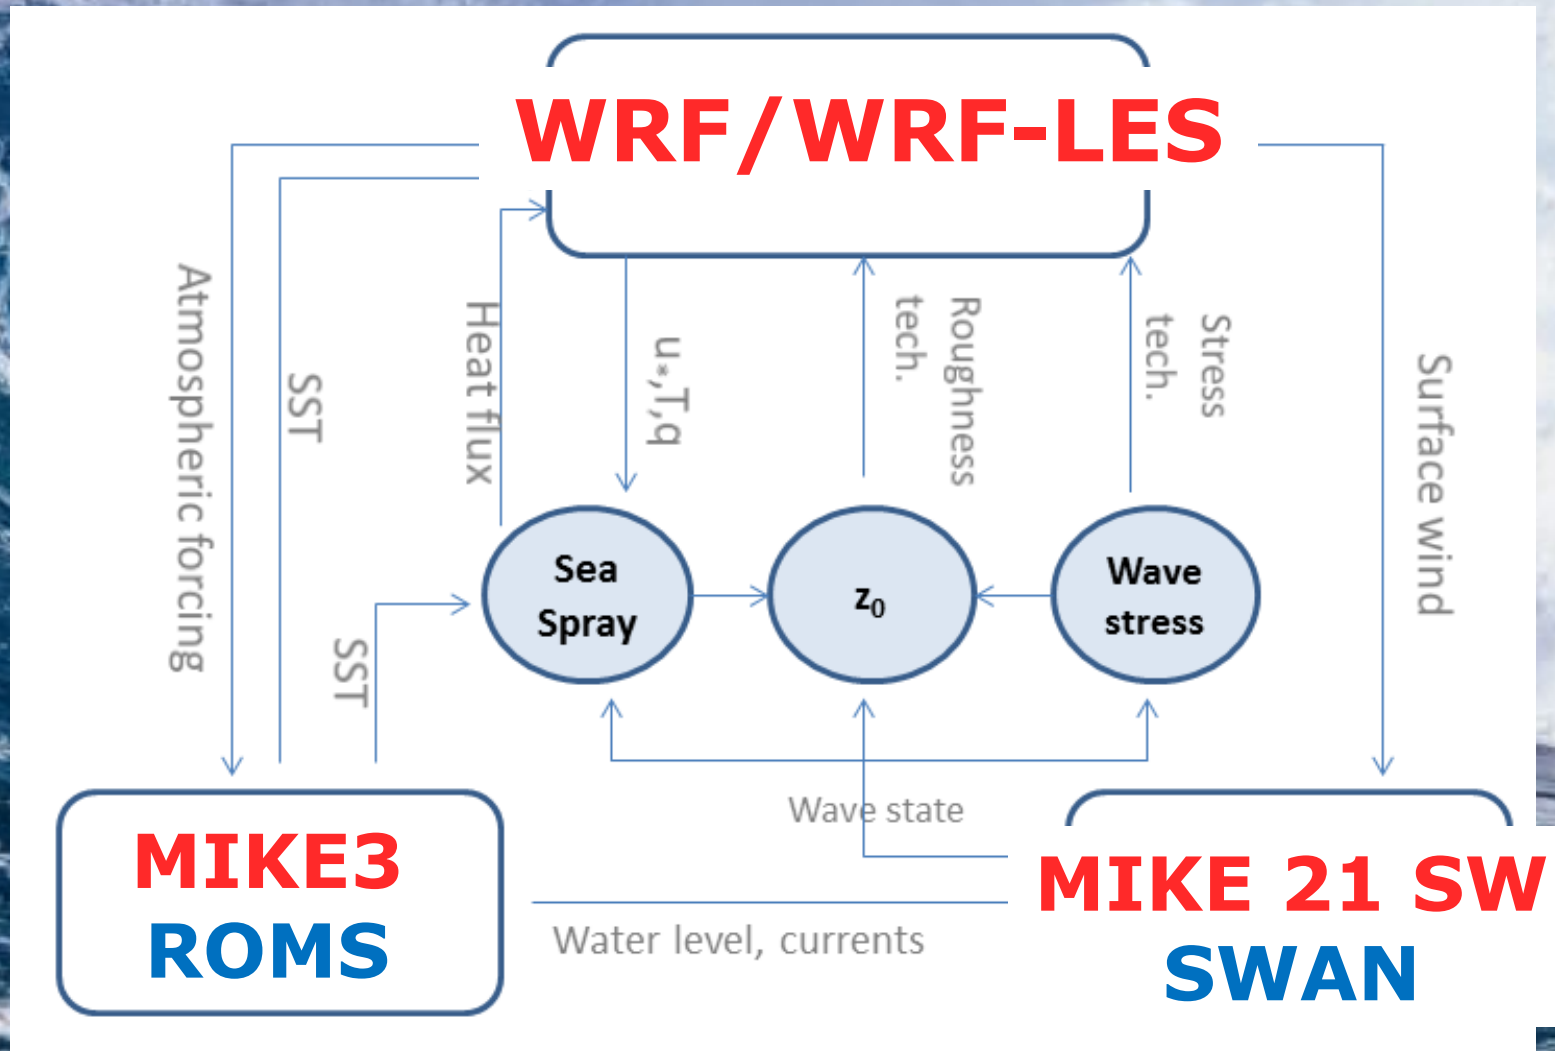 WRF/WRF-LES
Atmospheric forcing
SST
Heat flux
u*,T,q
Roughness
tech.
Stress
tech.
Surface wind
SST
Sea
Spray
z0
Wave
stress
Wave state
MIKE3
ROMS
Water level, currents
MIKE 21 SW
SWAN